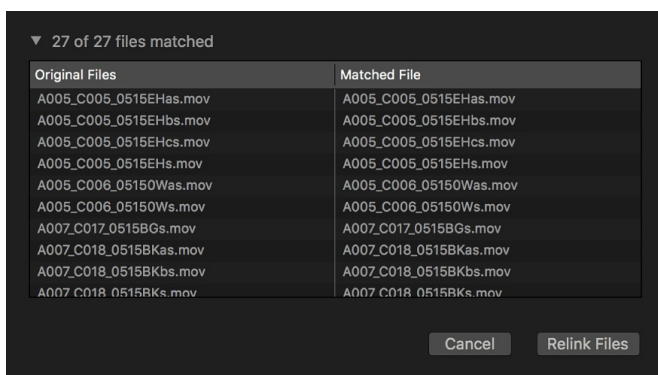 27 of 27 files matched
Original Files Matched File
A005_C005_0515EHas.mov A005_C005_0515EHas.mov
A005_C005_0515EHbs.mov A005_C005_0515EHbs.mov
A005_C005_0515EHcs.mov A005_C005_0515EHcs.mov
A005_C005_0515EHs.mov A005_C005_0515EHs.mov
A005_C006_05150Was.mov A005_C006_05150Was.mov
A005_C006_05150Ws.mov A005_C006_05150Ws.mov
A007_C017_0515BGs.mov A007_C017_0515BGs.mov
A007_C018_0515BKas.mov A007_C018_0515BKas.mov
A007_C018_0515BKbs.mov A007_C018_0515BKbs.mov
A007_C018_0515BKs.mov A007_C018_0515BKs.mov
Cancel Relink Files